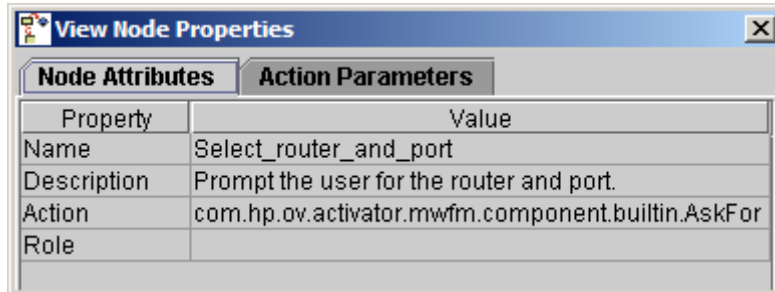 View Node Properties
Node Attributes Action Parameters
Property Value
Name Select_router_and_port
Description Prompt the user for the router and port.
Action com.hp.ov.activator.mwfm.component.builtin.AskFor
Role